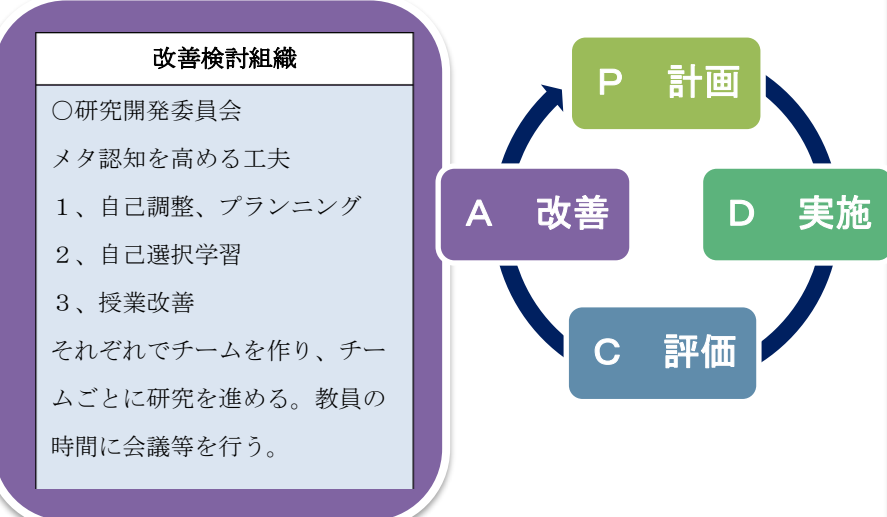 改善検討組織
○研究開発委員会
メタ認知を高める工夫
１、自己調整、プランニング
２、自己選択学習
３、授業改善
それぞれでチームを作り、チー
ムごとに研究を進める。教員の
時間に会議等を行う。
Ｐ　計画
Ａ　改善
Ｄ　実施
Ｃ　評価